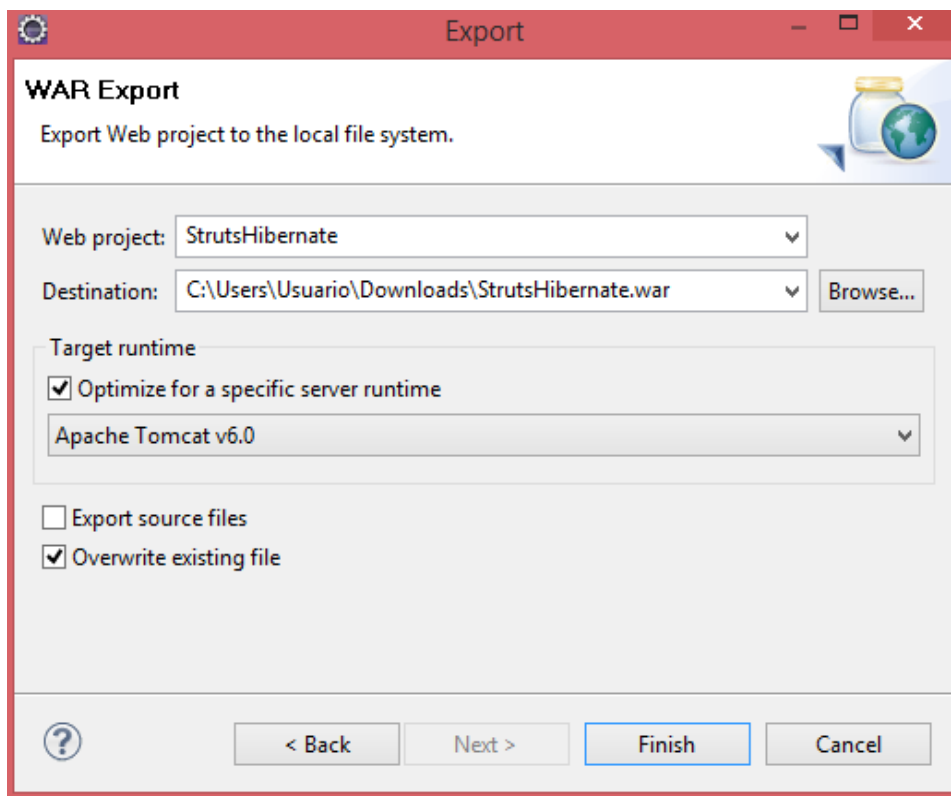 Export
WAR Export
Export Web project to the local file system.
Web project: StrutsHibernate
Destination: C:\Users\Usuario\Downloads\StrutsHibernate.war Browse...
Target runtime
Optimize for a specific server runtime
Apache Tomcat v6.0
Export source files
Overwrite existing file
? < Back Next > Finish Cancel